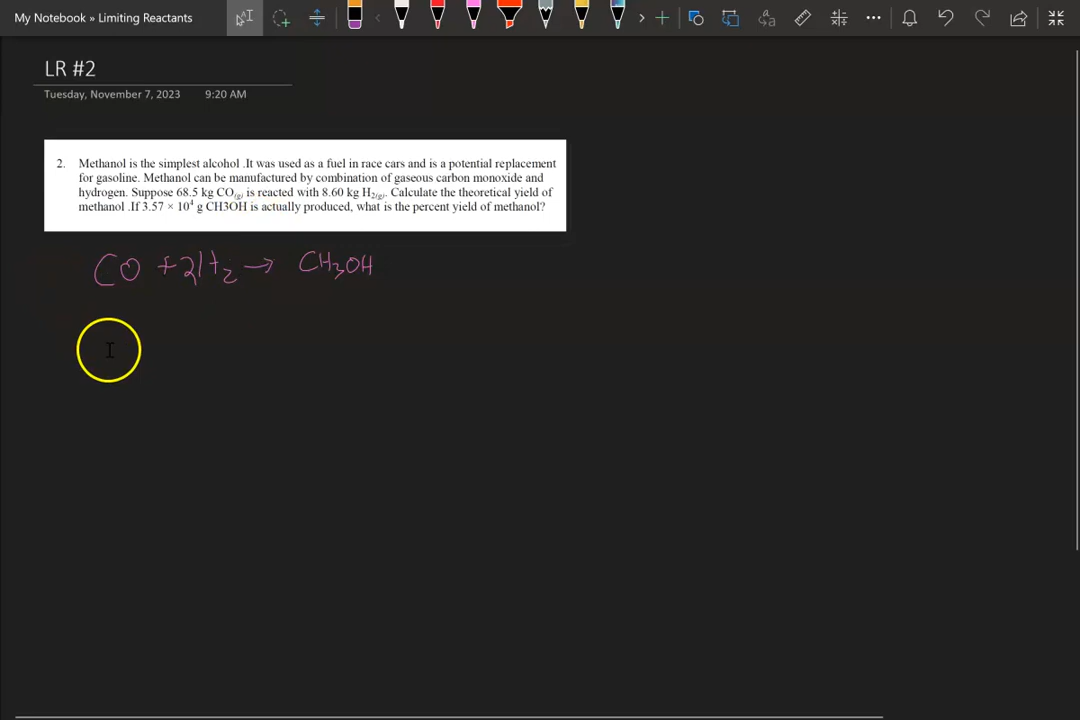 My Notebook » Limiting Reactants
LR #2
Tuesday, November 7, 2023 9:20 AM
2. Methanol is the simplest alcohol .It was used as a fuel in race cars and is a potential replacement
for gasoline. Methanol can be manufactured by combination of gaseous carbon monoxide and
hydrogen. Suppose 68.5 kg CO(g) is reacted with 8.60 kg H2(g). Calculate the theoretical yield of
methanol .If 3.57 × 10⁴ g CH3OH is actually produced, what is the percent yield of methanol?
CO + 2H₂ → CH₃OH